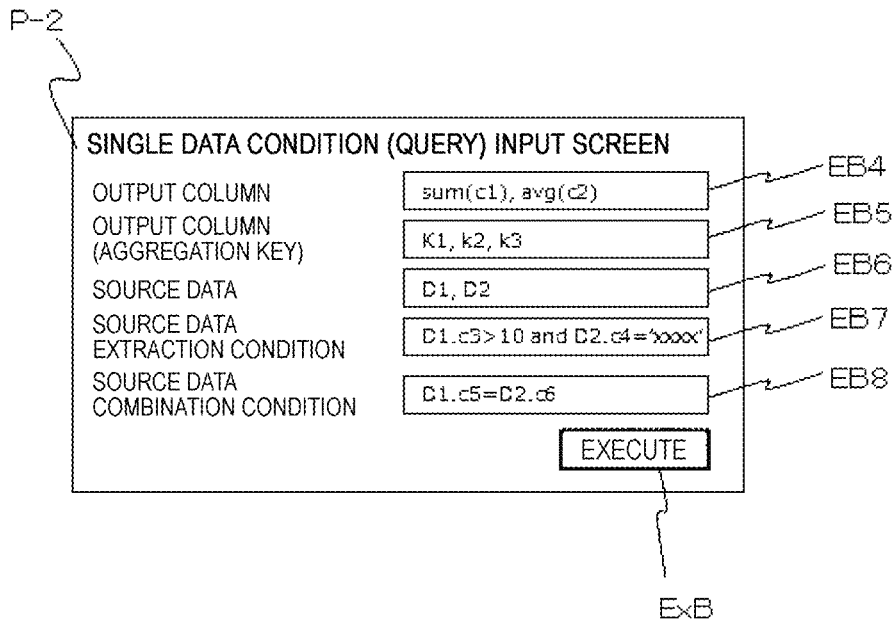 P-2
SINGLE DATA CONDITION (QUERY) INPUT SCREEN
OUTPUT COLUMN
sum(c1), avg(c2)
EB4
OUTPUT COLUMN
(AGGREGATION KEY)
K1, k2, k3
EB5
SOURCE DATA
D1, D2
EB6
SOURCE DATA
EXTRACTION CONDITION
D1.c3>10 and D2.c4='xxxx'
EB7
SOURCE DATA
COMBINATION CONDITION
D1.c5=D2.c6
EB8
EXECUTE
ExB